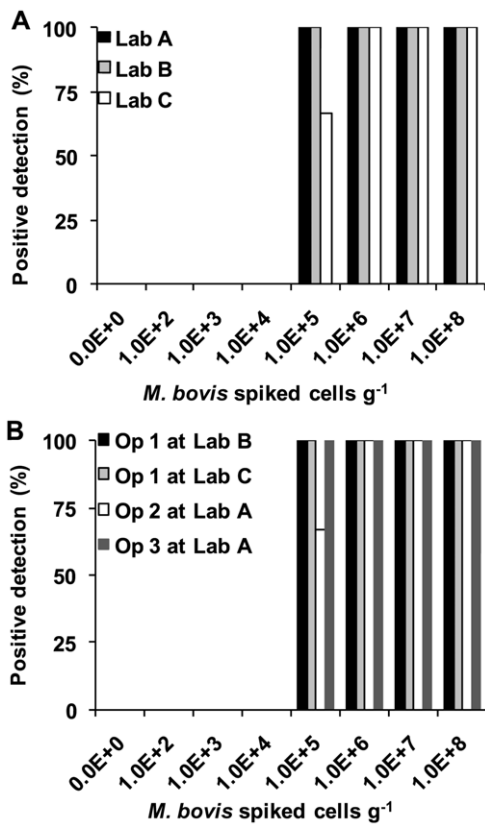 A
100
75
50
25
0
Positive detection (%)
Lab A
Lab B
Lab C
0.0E+0
1.0E+2
1.0E+3
1.0E+4
1.0E+5
1.0E+6
1.0E+7
1.0E+8
M. bovis spiked cells g⁻¹
B
100
75
50
25
0
Positive detection (%)
Op 1 at Lab B
Op 1 at Lab C
Op 2 at Lab A
Op 3 at Lab A
0.0E+0
1.0E+2
1.0E+3
1.0E+4
1.0E+5
1.0E+6
1.0E+7
1.0E+8
M. bovis spiked cells g⁻¹